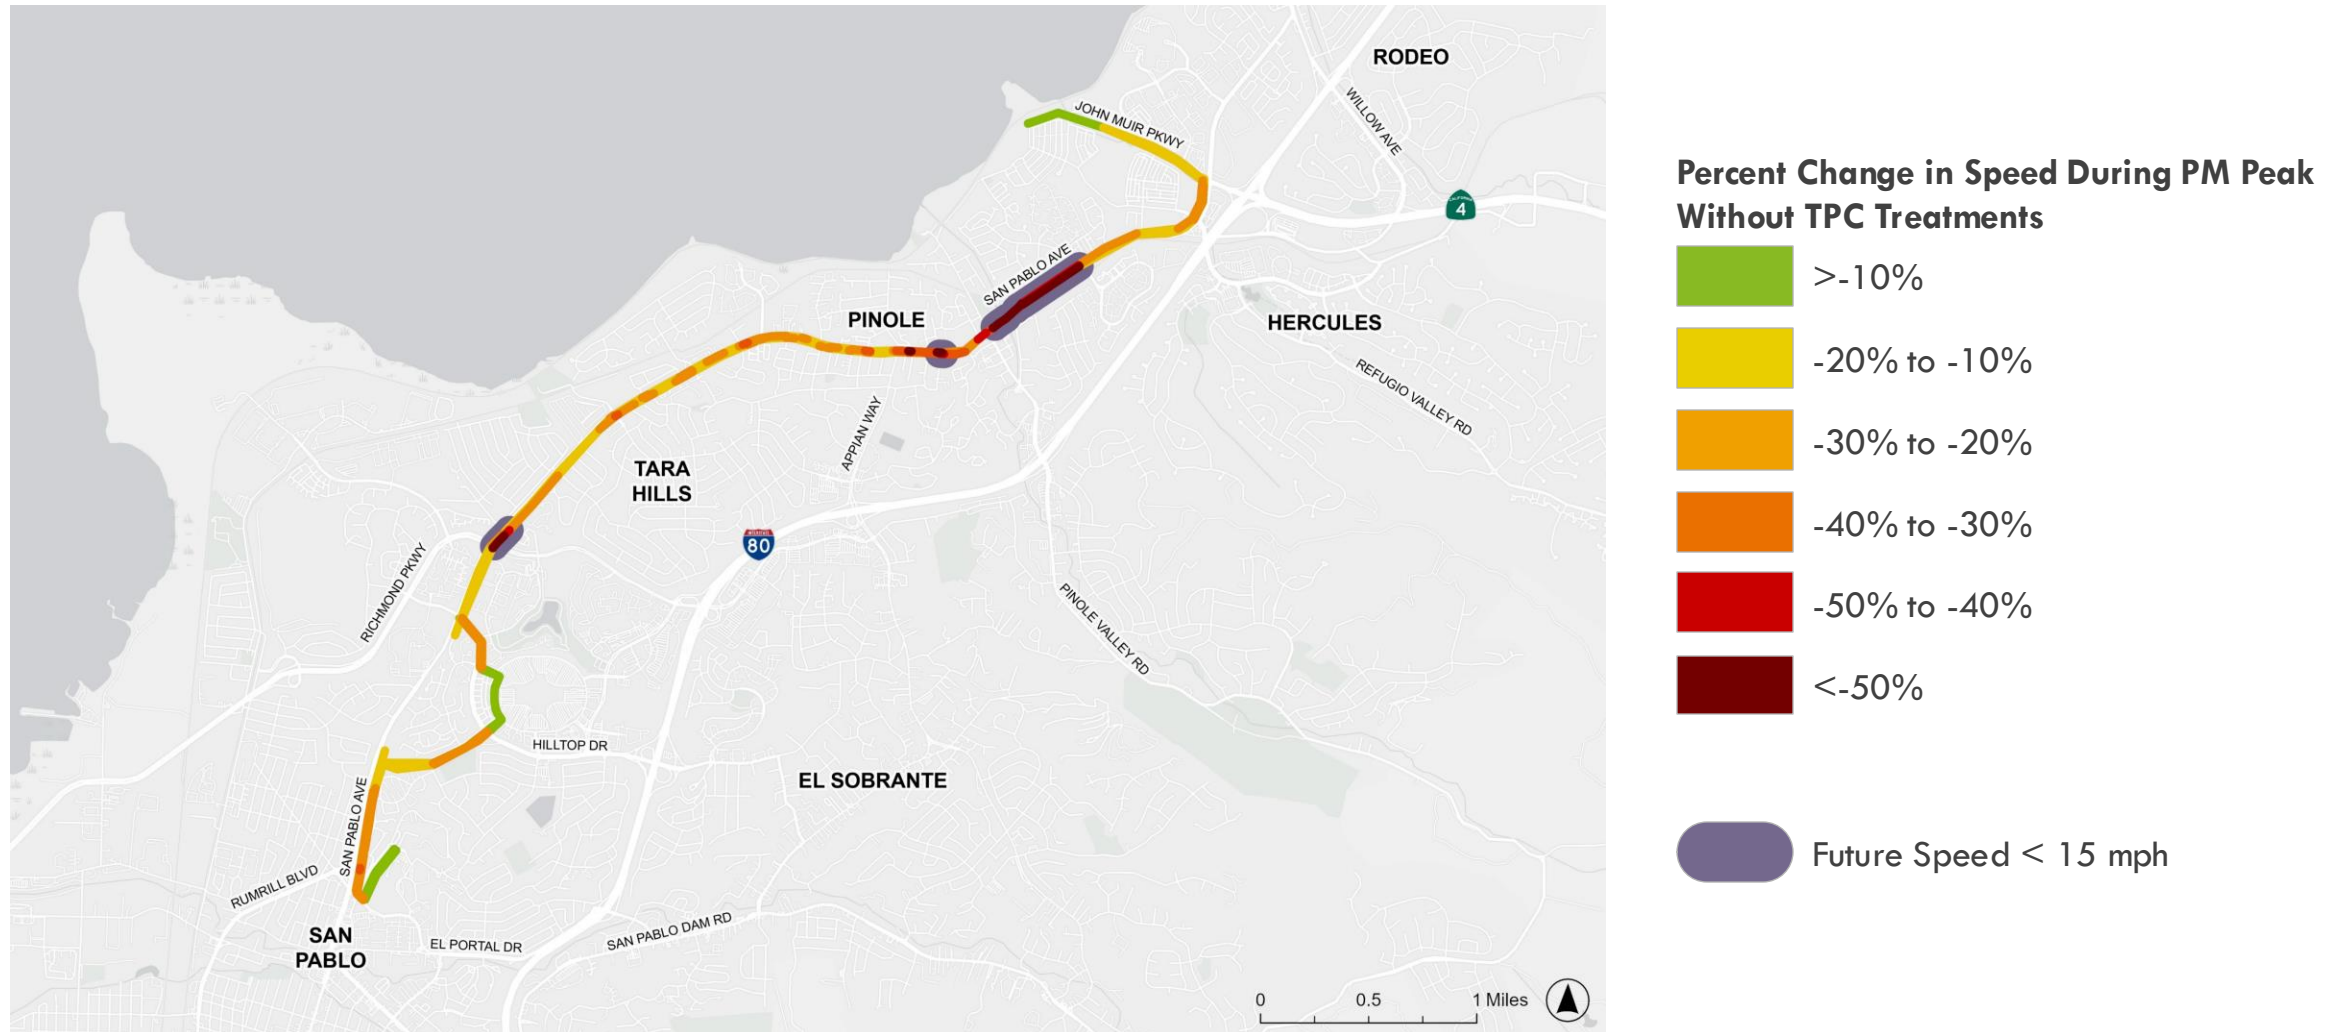 RODEO
WILLOW AVE
JOHN MUIR PKWY
CALIFORNIA
4
SAN PABLO AVE
PINOLE
HERCULES
REFUGIO VALLEY RD
APPIAN WAY
TARA
HILLS
80
RICHMOND PKWY
PINOLE VALLEY RD
HILLTOP DR
EL SOBRANTE
SAN PABLO AVE
RUMRILL BLVD
SAN
PABLO
EL PORTAL DR
SAN PABLO DAM RD
0 0.5 1 Miles
Percent Change in Speed During PM Peak
Without TPC Treatments
>-10%
-20% to -10%
-30% to -20%
-40% to -30%
-50% to -40%
<-50%
Future Speed < 15 mph